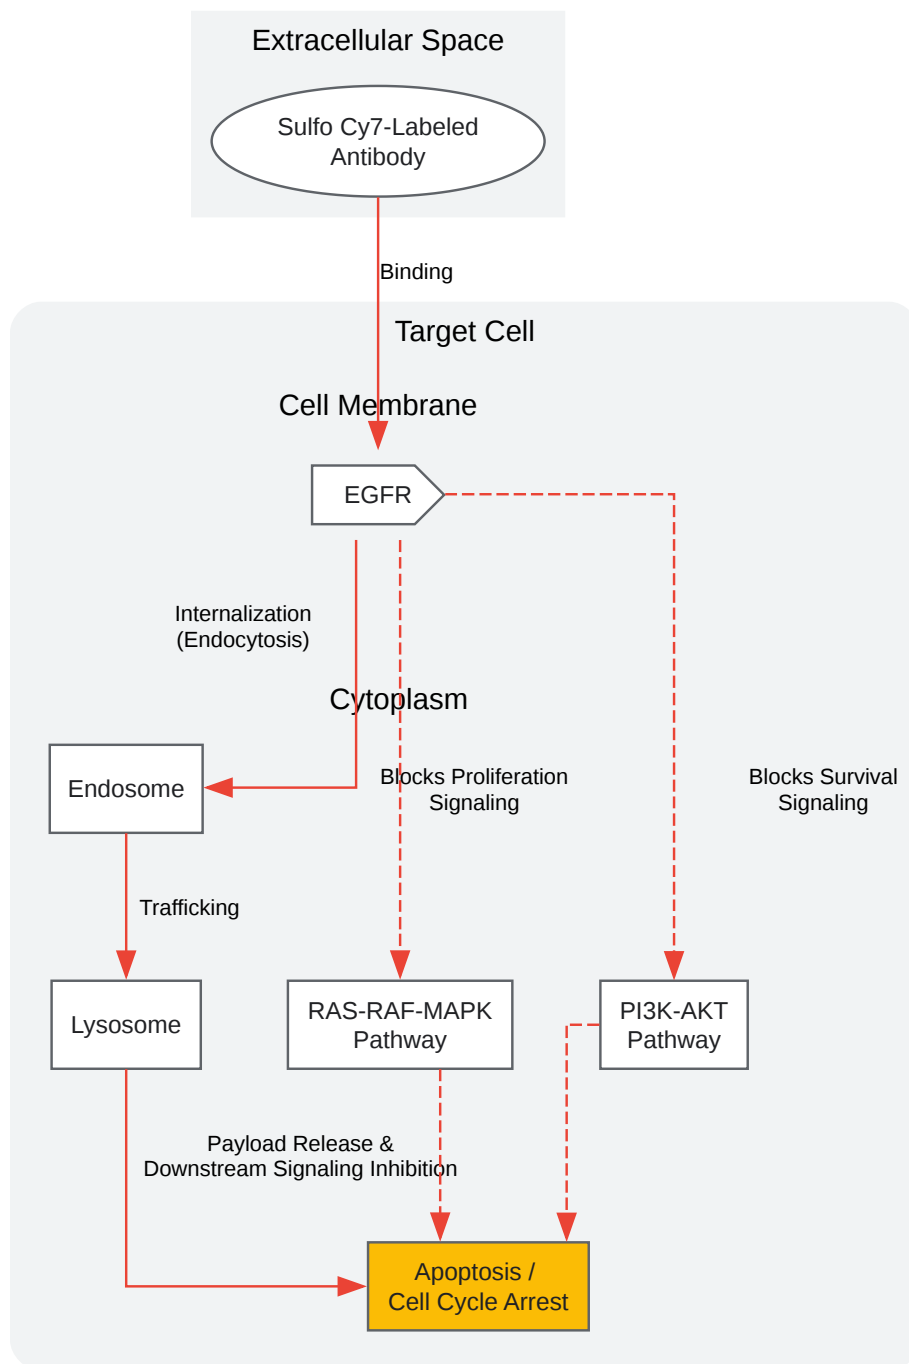 Extracellular Space
Sulfo Cy7-Labeled
Antibody
Binding
Target Cell
Cell Membrane
EGFR
Internalization
(Endocytosis)
Cytoplasm
Endosome
Blocks Proliferation
Signaling
Blocks Survival
Signaling
Trafficking
Lysosome
RAS-RAF-MAPK
Pathway
PI3K-AKT
Pathway
Payload Release &
Downstream Signaling Inhibition
Apoptosis /
Cell Cycle Arrest